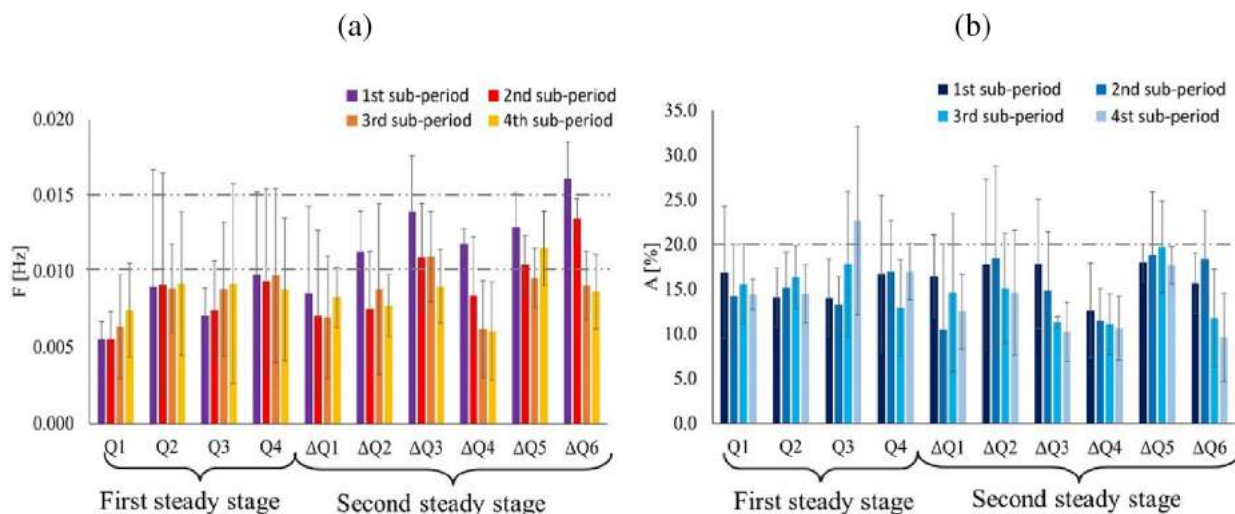 (a)
1st sub-period 2nd sub-period
3rd sub-period 4th sub-period
0.020
0.015
0.010
0.005
0.000
F [Hz]
Q1 Q2 Q3 Q4 ΔQ1 ΔQ2 ΔQ3 ΔQ4 ΔQ5 ΔQ6
First steady stage Second steady stage
(b)
1st sub-period 2nd sub-period
3rd sub-period 4st sub-period
35.0
30.0
25.0
20.0
15.0
10.0
5.0
0.0
A [%]
Q1 Q2 Q3 Q4 ΔQ1 ΔQ2 ΔQ3 ΔQ4 ΔQ5 ΔQ6
First steady stage Second steady stage